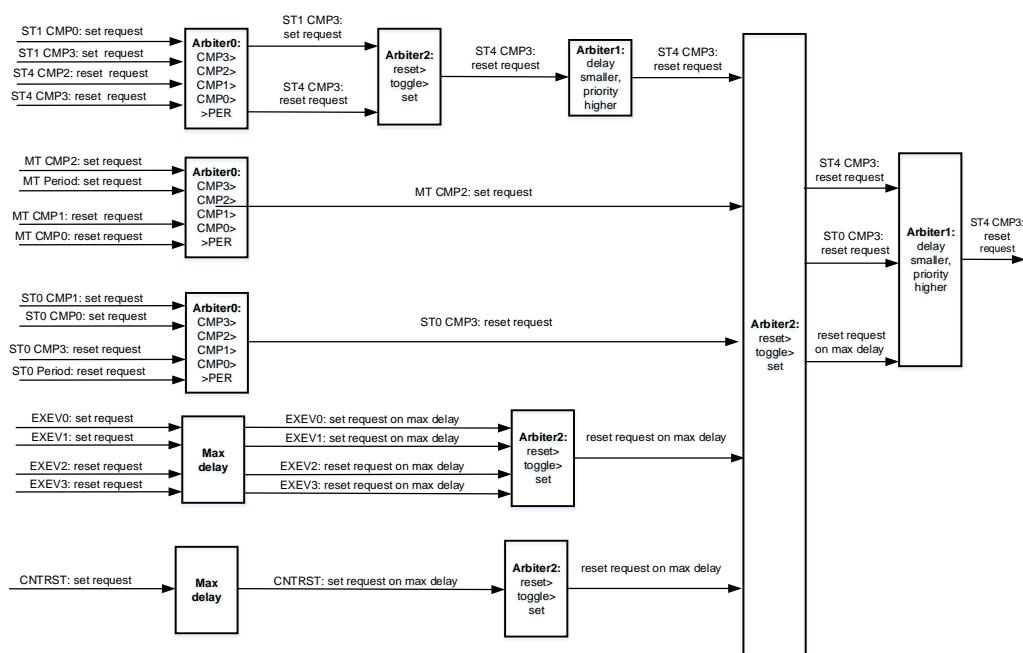 ST1 CMP0: set request
ST1 CMP3: set request
ST4 CMP2: reset request
ST4 CMP3: reset request
Arbiter0:
CMP3>
CMP2>
CMP1>
CMP0>
>PER
ST1 CMP3:
set request
ST4 CMP3:
reset request
Arbiter2:
reset>
toggle>
set
ST4 CMP3:
reset request
Arbiter1:
delay
smaller,
priority
higher
ST4 CMP3:
reset request
MT CMP2: set request
MT Period: set request
MT CMP1: reset request
MT CMP0: reset request
Arbiter0:
CMP3>
CMP2>
CMP1>
CMP0>
>PER
MT CMP2: set request
ST0 CMP1: set request
ST0 CMP0: set request
ST0 CMP3: reset request
ST0 Period: reset request
Arbiter0:
CMP3>
CMP2>
CMP1>
CMP0>
>PER
ST0 CMP3: reset request
EXEV0: set request
EXEV1: set request
EXEV2: reset request
EXEV3: reset request
Max
delay
EXEV0: set request on max delay
EXEV1: set request on max delay
EXEV2: reset request on max delay
EXEV3: reset request on max delay
Arbiter2:
reset>
toggle>
set
reset request on max delay
CNTRST: set request
Max
delay
CNTRST: set request on max delay
Arbiter2:
reset>
toggle>
set
reset request on max delay
Arbiter2:
reset>
toggle>
set
ST4 CMP3:
reset request
ST0 CMP3:
reset request
reset request
on max delay
Arbiter1:
delay
smaller,
priority
higher
ST4 CMP3:
reset
request